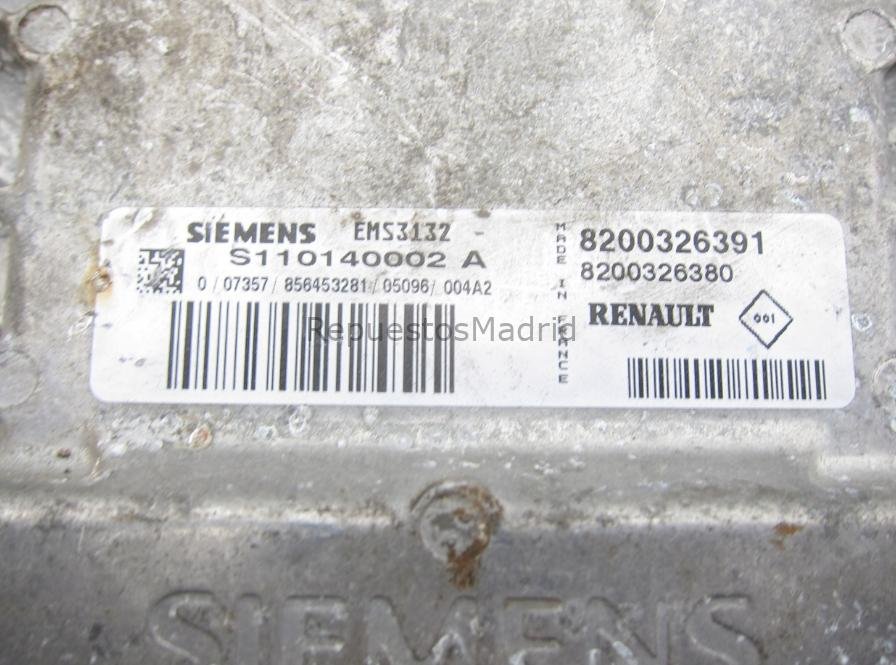 SIEMENS EMS3132 -
S110140002 A
0 / 07357 / 856453281 / 05096 / 004A2
MADE IN FRANCE
8200326391
8200326380
RENAULT
001
RepuestosMadrid
SIEMENS